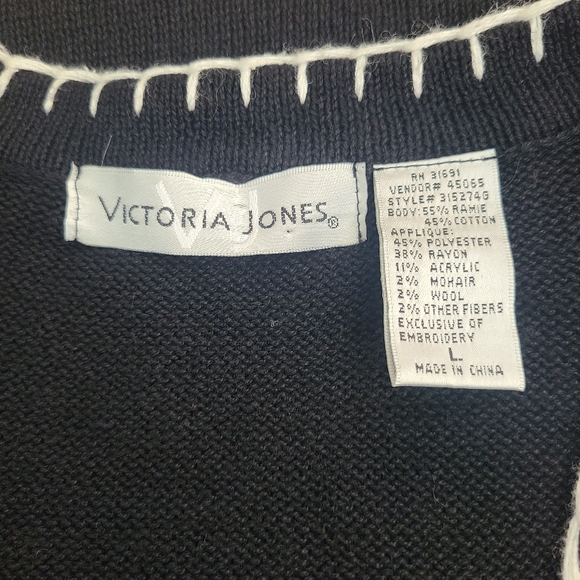 VICTORIA JONES®
VJ
RN 31691
VENDOR# 45065
STYLE# 315274G
BODY: 55% RAMIE
45% COTTON
APPLIQUE:
45% POLYESTER
38% RAYON
11% ACRYLIC
2% MOHAIR
2% WOOL
2% OTHER FIBERS
EXCLUSIVE OF
EMBROIDERY
L
MADE IN CHINA